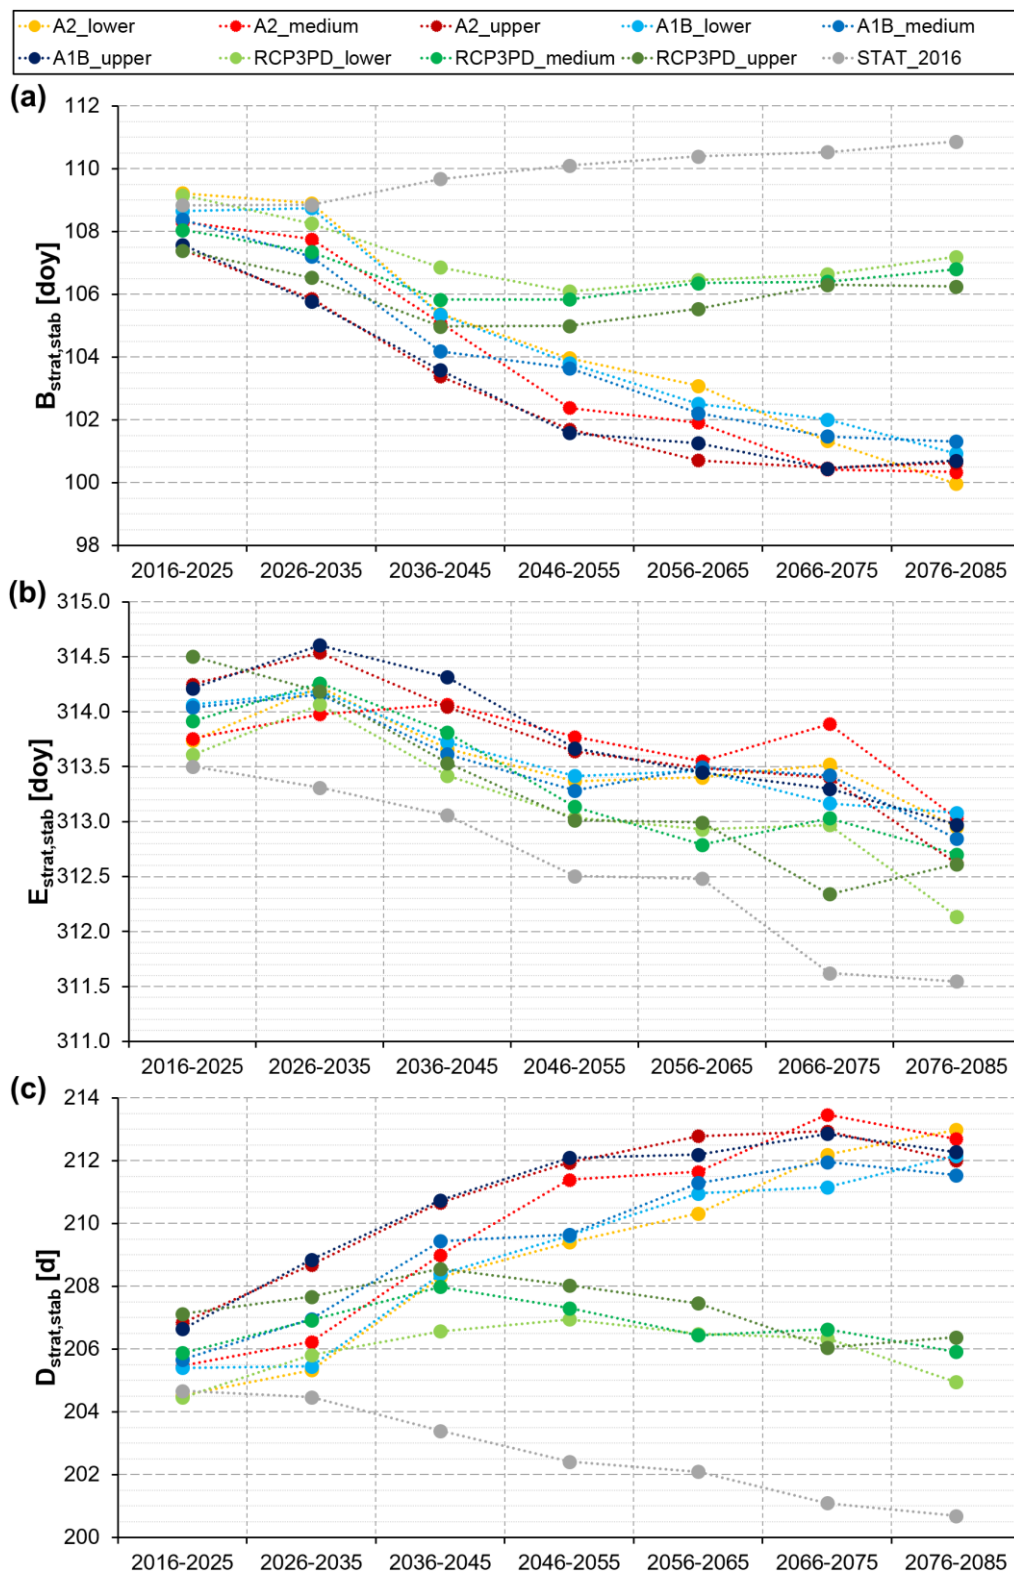 A2_lower A2_medium A2_upper A1B_lower A1B_medium
A1B_upper RCP3PD_lower RCP3PD_medium RCP3PD_upper STAT_2016
(a)
112
110
108
106
104
102
100
98
Bstrat,stab [doy]
2016-2025 2026-2035 2036-2045 2046-2055 2056-2065 2066-2075 2076-2085
(b)
315.0
314.5
314.0
313.5
313.0
312.5
312.0
311.5
311.0
Estrat,stab [doy]
2016-2025 2026-2035 2036-2045 2046-2055 2056-2065 2066-2075 2076-2085
(c)
214
212
210
208
206
204
202
200
Dstrat,stab [d]
2016-2025 2026-2035 2036-2045 2046-2055 2056-2065 2066-2075 2076-2085